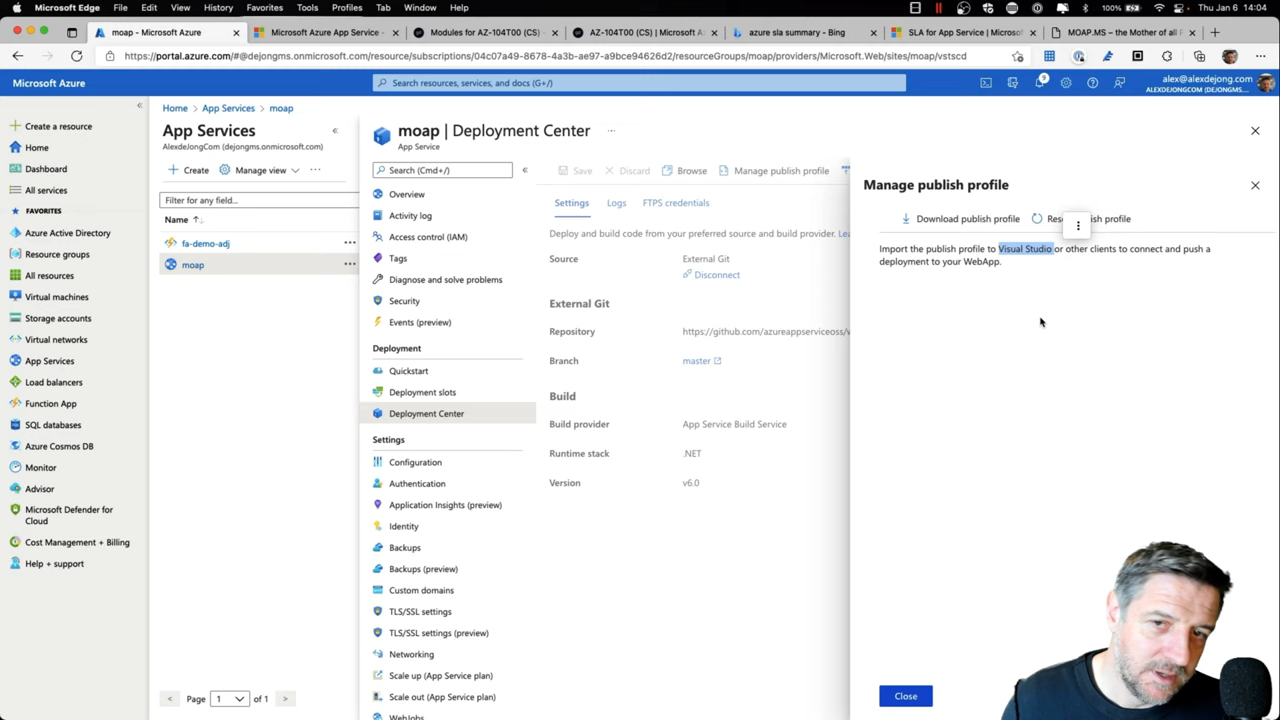 Microsoft Edge File Edit View History Favorites Tools Profiles Tab Window Help 100% Thu Jan 6 14:04
moap - Microsoft Azure
Microsoft Azure App Service -
Modules for AZ-104T00 (CS) -
AZ-104T00 (CS) | Microsoft A
azure sla summary - Bing
SLA for App Service | Microsoft
MOAP.MS – the Mother of all
https://portal.azure.com/#@dejongms.onmicrosoft.com/resource/subscriptions/04c07a49-8678-4a3b-ae97-a9bce94626d2/resourceGroups/moap/providers/Microsoft.Web/sites/moap/vstscd
Microsoft Azure
Search resources, services, and docs (G+/)
9
alex@alexdejong.com
ALEXDEJONGCOM (DEJONGMS....
Create a resource
Home
Dashboard
All services
FAVORITES
Azure Active Directory
Resource groups
All resources
Virtual machines
Storage accounts
Virtual networks
App Services
Load balancers
Function App
SQL databases
Azure Cosmos DB
Monitor
Advisor
Microsoft Defender for
Cloud
Cost Management + Billing
Help + support
Home > App Services > moap
App Services
AlexdeJongCom (dejongms.onmicrosoft.com)
Create Manage view
Filter for any field...
Name
fa-demo-adj
moap
Page 1 of 1
moap | Deployment Center
App Service
Search (Cmd+/)
Overview
Activity log
Access control (IAM)
Tags
Diagnose and solve problems
Security
Events (preview)
Deployment
Quickstart
Deployment slots
Deployment Center
Settings
Configuration
Authentication
Application Insights (preview)
Identity
Backups
Backups (preview)
Custom domains
TLS/SSL settings
TLS/SSL settings (preview)
Networking
Scale up (App Service plan)
Scale out (App Service plan)
WebJobs
Save Discard Browse Manage publish profile
Settings Logs FTPS credentials
Deploy and build code from your preferred source and build provider.
Source External Git
Disconnect
External Git
Repository https://github.com/azureappserviceoss/
Branch master
Build
Build provider App Service Build Service
Runtime stack .NET
Version v6.0
Manage publish profile
Download publish profile
Import the publish profile to Visual Studio or other clients to connect and push a
deployment to your WebApp.
Close